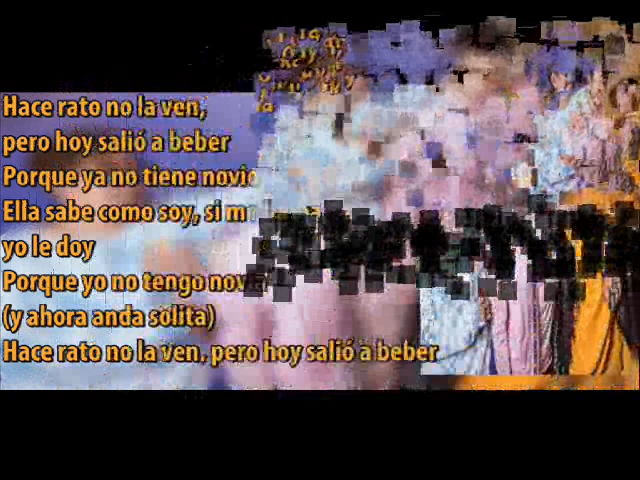 Hace rato no la ven,
pero hoy salió a beber
Porque ya no tiene novio
Ella sabe como soy, si m
yo le doy
Porque yo no tengo novi
(y ahora anda solita)
Hace rato no la ven, pero hoy salió a beber